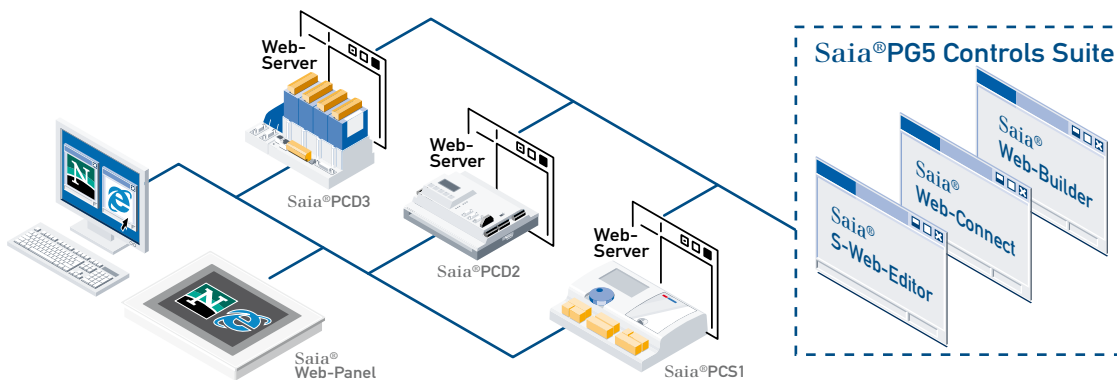 Web-
Server
Saia®PCD3
Web-
Server
Saia®PCD2
Web-
Server
Saia®PCS1
N
e
N
e
Saia®
Web-Panel
Saia®PG5 Controls Suite
Saia®
Web-Builder
Saia®
Web-Connect
Saia®
S-Web-Editor